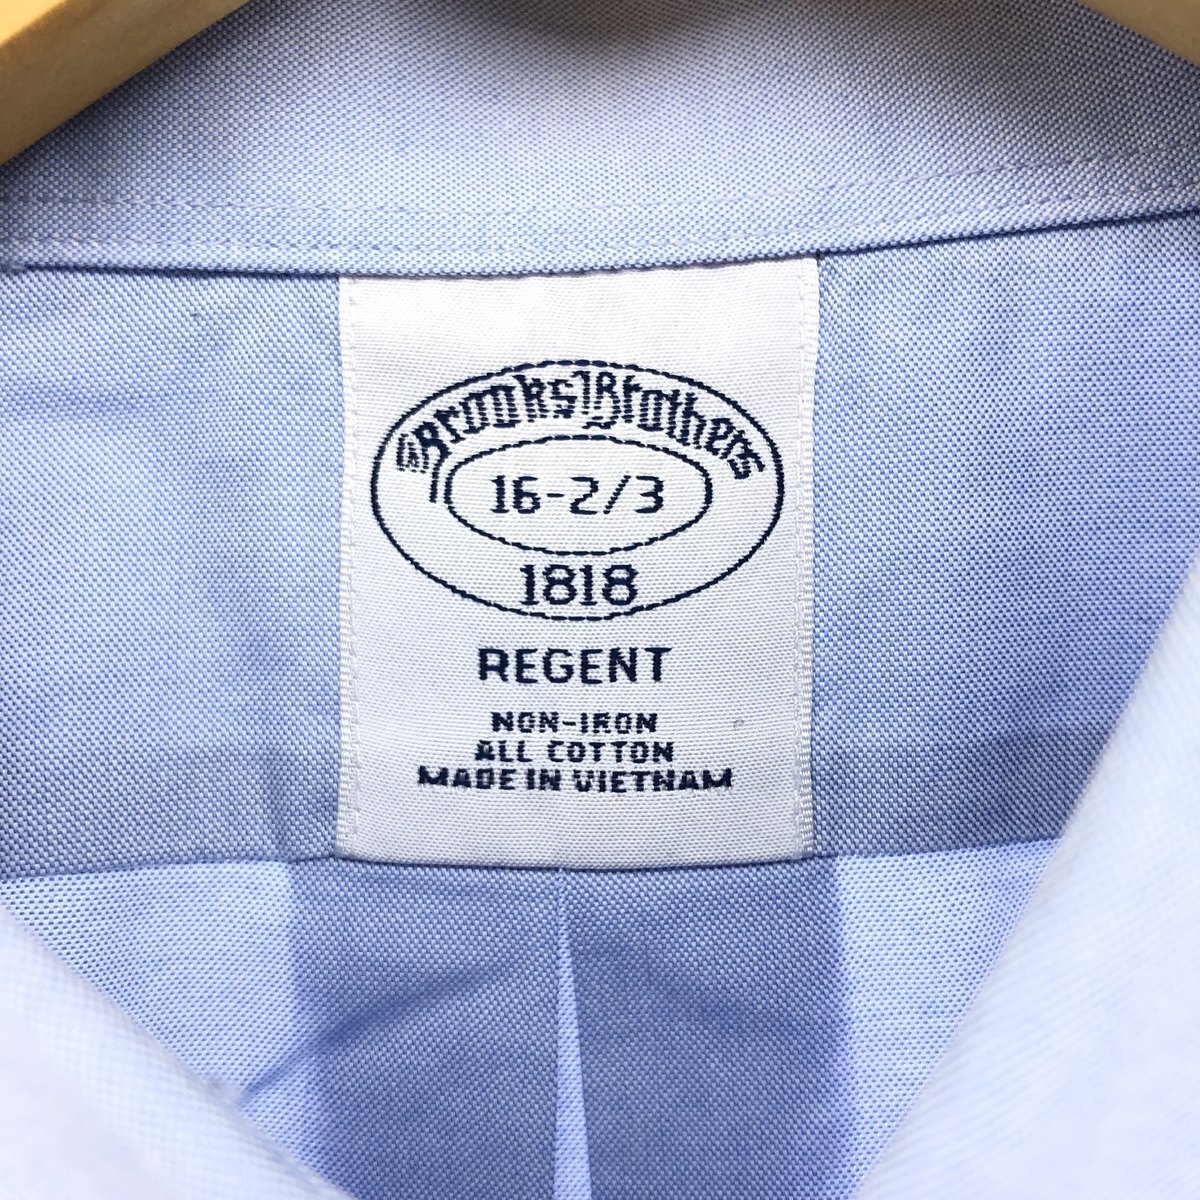 Brooks Brothers
16-2/3
1818
REGENT
NON-IRON
ALL COTTON
MADE IN VIETNAM